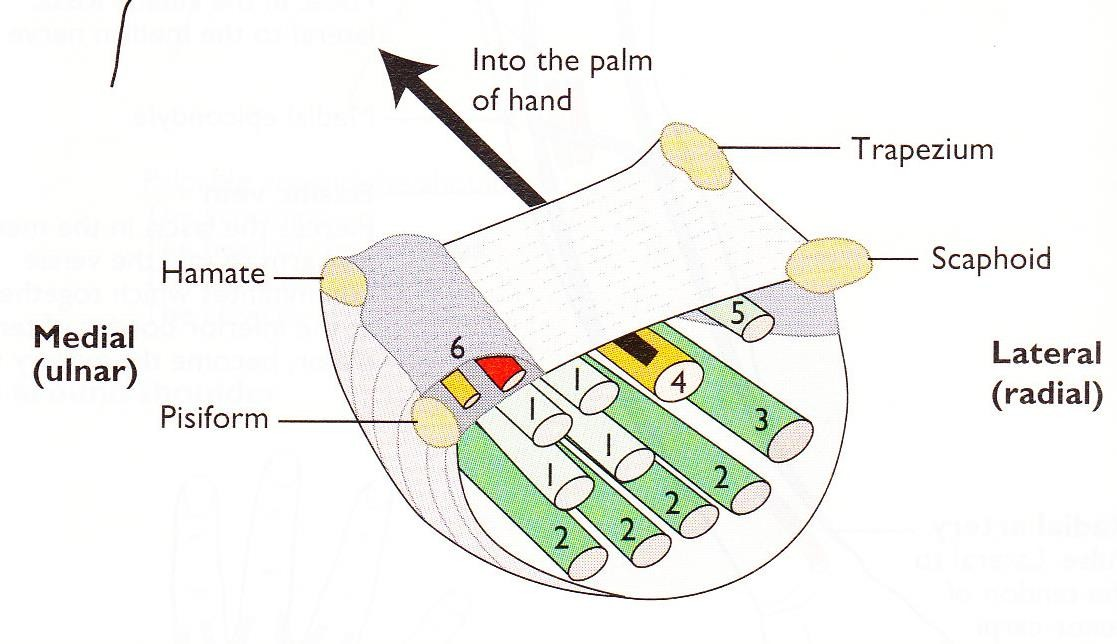 Into the palm
of hand
Trapezium
Scaphoid
Hamate
Medial
(ulnar)
Lateral
(radial)
Pisiform
6
5
1
4
1
3
1
1
2
2
2
2